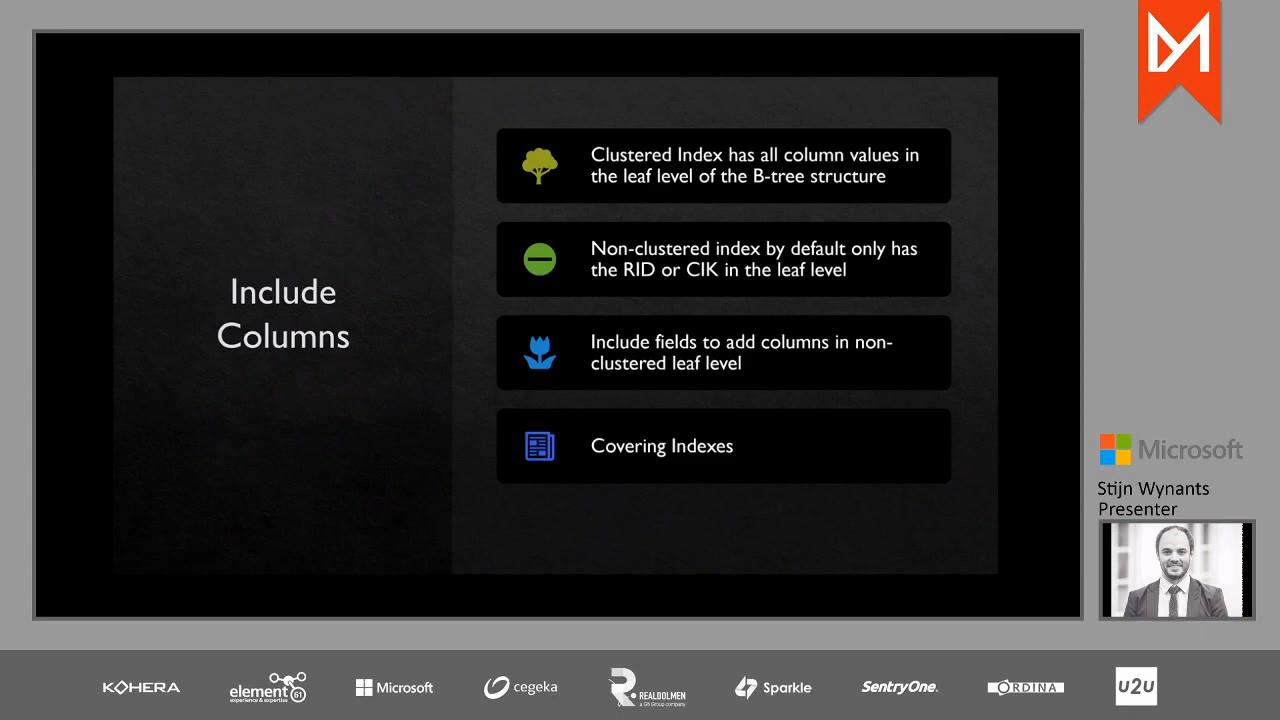 Include
Columns
Clustered Index has all column values in
the leaf level of the B-tree structure
Non-clustered index by default only has
the RID or CIK in the leaf level
Include fields to add columns in non-
clustered leaf level
Covering Indexes
Microsoft
Stijn Wynants
Presenter
KOHERA
element 61
experience & expertise
Microsoft
cegeka
R.
REALDOLMEN
a Gfi Group company
Sparkle
SentryOne.
ORDINA
u2u